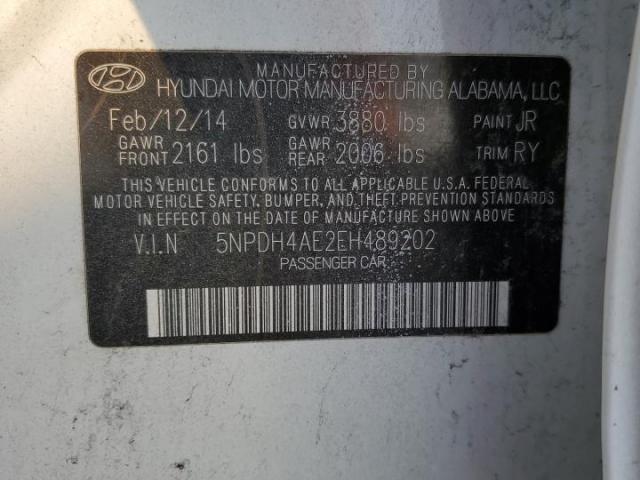 MANUFACTURED BY
HYUNDAI MOTOR MANUFACTURING ALABAMA, LLC
Feb/12/14 GVWR 3880 lbs PAINT JR
GAWR FRONT 2161 lbs GAWR REAR 2006 lbs TRIM RY
THIS VEHICLE CONFORMS TO ALL APPLICABLE U.S.A. FEDERAL
MOTOR VEHICLE SAFETY, BUMPER, AND THEFT PREVENTION STANDARDS
IN EFFECT ON THE DATE OF MANUFACTURE SHOWN ABOVE
V.I.N 5NPDH4AE2EH489202
PASSENGER CAR